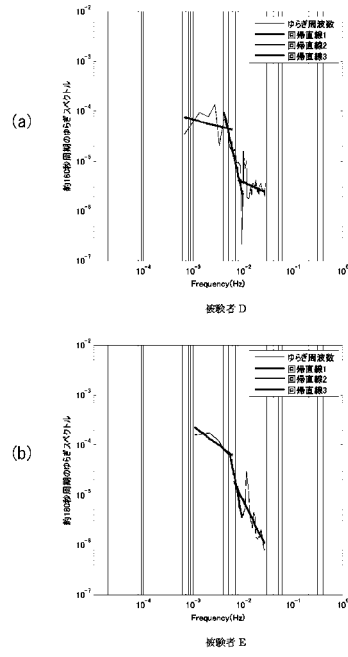 (a)
10⁻²
10⁻³
10⁻⁴
10⁻⁵
10⁻⁶
10⁻⁷
約160秒周期のゆらぎスペクトル
ゆらぎ周波数
回帰直線1
回帰直線2
回帰直線3
10⁻⁴ 10⁻³ 10⁻² 10⁻¹ 10⁰
Frequency(Hz)
被験者 D
(b)
10⁻²
10⁻³
10⁻⁴
10⁻⁵
10⁻⁶
10⁻⁷
約160秒周期のゆらぎスペクトル
ゆらぎ周波数
回帰直線1
回帰直線2
回帰直線3
10⁻⁴ 10⁻³ 10⁻² 10⁻¹ 10⁰
Frequency(Hz)
被験者 E